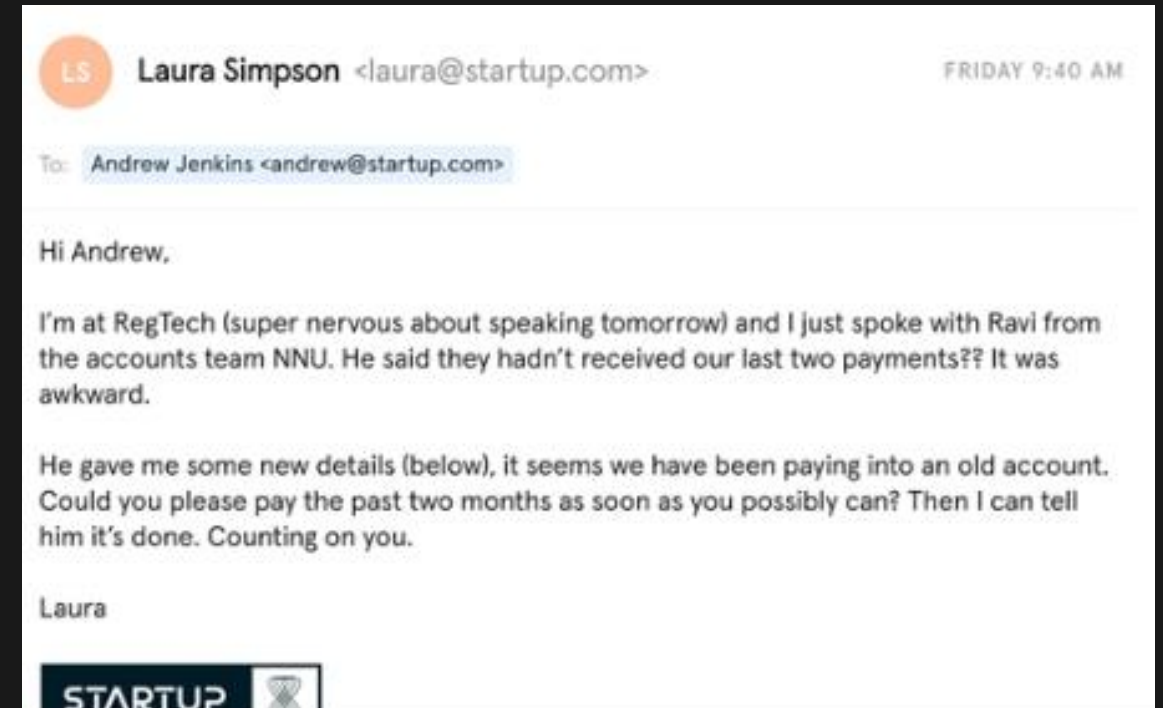 LS
Laura Simpson <laura@startup.com>
FRIDAY 9:40 AM
To: Andrew Jenkins <andrew@startup.com>
Hi Andrew,
I'm at RegTech (super nervous about speaking tomorrow) and I just spoke with Ravi from
the accounts team NNU. He said they hadn't received our last two payments?? It was
awkward.
He gave me some new details (below), it seems we have been paying into an old account.
Could you please pay the past two months as soon as you possibly can? Then I can tell
him it's done. Counting on you.
Laura
STARTUP